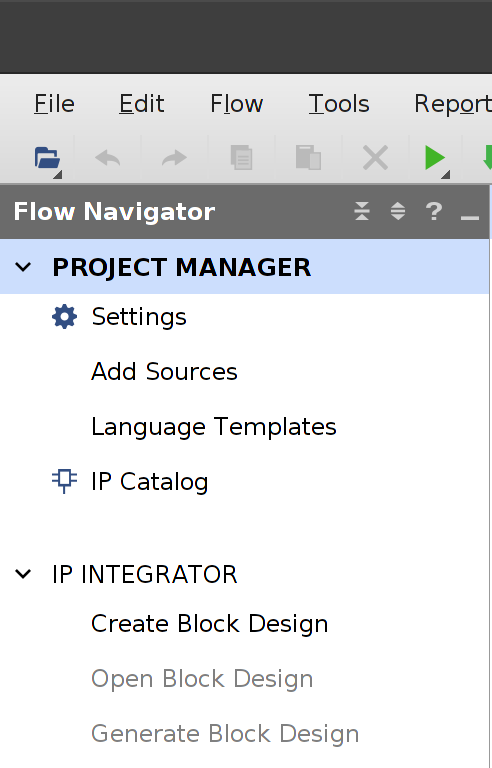 File Edit Flow Tools Report
Flow Navigator ?
PROJECT MANAGER
Settings
Add Sources
Language Templates
IP Catalog
IP INTEGRATOR
Create Block Design
Open Block Design
Generate Block Design